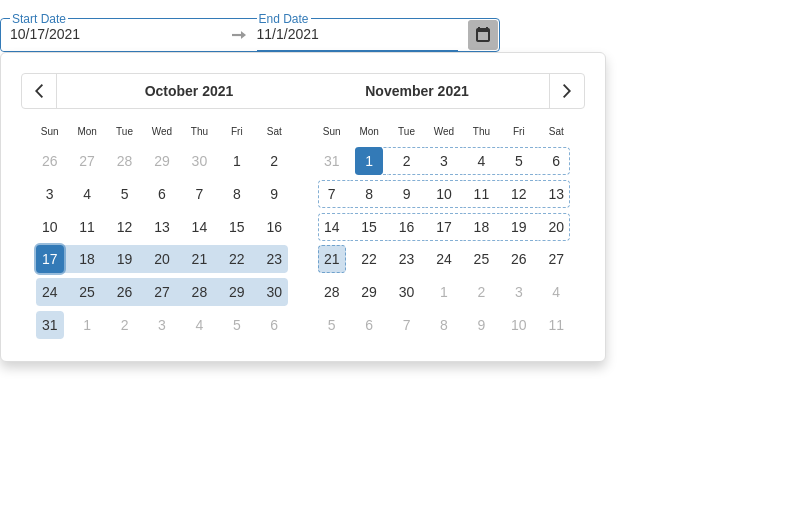 Start Date End Date
10/17/2021 11/1/2021
October 2021 November 2021
Sun Mon Tue Wed Thu Fri Sat Sun Mon Tue Wed Thu Fri Sat
26 27 28 29 30 1 2 31 1 2 3 4 5 6
3 4 5 6 7 8 9 7 8 9 10 11 12 13
10 11 12 13 14 15 16 14 15 16 17 18 19 20
17 18 19 20 21 22 23 21 22 23 24 25 26 27
24 25 26 27 28 29 30 28 29 30 1 2 3 4
31 1 2 3 4 5 6 5 6 7 8 9 10 11